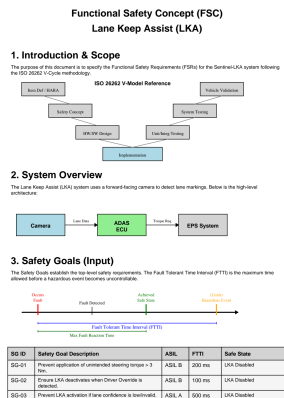 Functional Safety Concept (FSC)
Lane Keep Assist (LKA)
1. Introduction & Scope
The purpose of this document is to specify the Functional Safety Requirements (FSRs) for the Sentinel-LKA system following
the ISO 26262 V-Cycle methodology.
ISO 26262 V-Model Reference
Item Def / HARA
Vehicle Validation
Safety Concept
System Testing
HW/SW Design
Unit/Integ Testing
Implementation
2. System Overview
The Lane Keep Assist (LKA) system uses a forward-facing camera to detect lane markings. Below is the high-level
architecture:
Camera
Lane Data
ADAS
ECU
Torque Req
EPS System
3. Safety Goals (Input)
The Safety Goals establish the top-level safety requirements. The Fault Tolerant Time Interval (FTTI) is the maximum time
allowed before a hazardous event becomes uncontrollable.
Fault Detected
Safe State
Hazardous Event
Fault Tolerant Time Interval (FTTI)
Max Fault Reaction Time
SG ID Safety Goal Description ASIL FTTI Safe State
SG-01 Prevent application of unintended steering torque > 3 Nm. ASIL B 200 ms LKA Disabled
SG-02 Ensure LKA deactivates when Driver Override is detected. ASIL B 100 ms LKA Disabled
SG-03 Prevent LKA activation if lane confidence is low/invalid. ASIL A 500 ms LKA Disabled